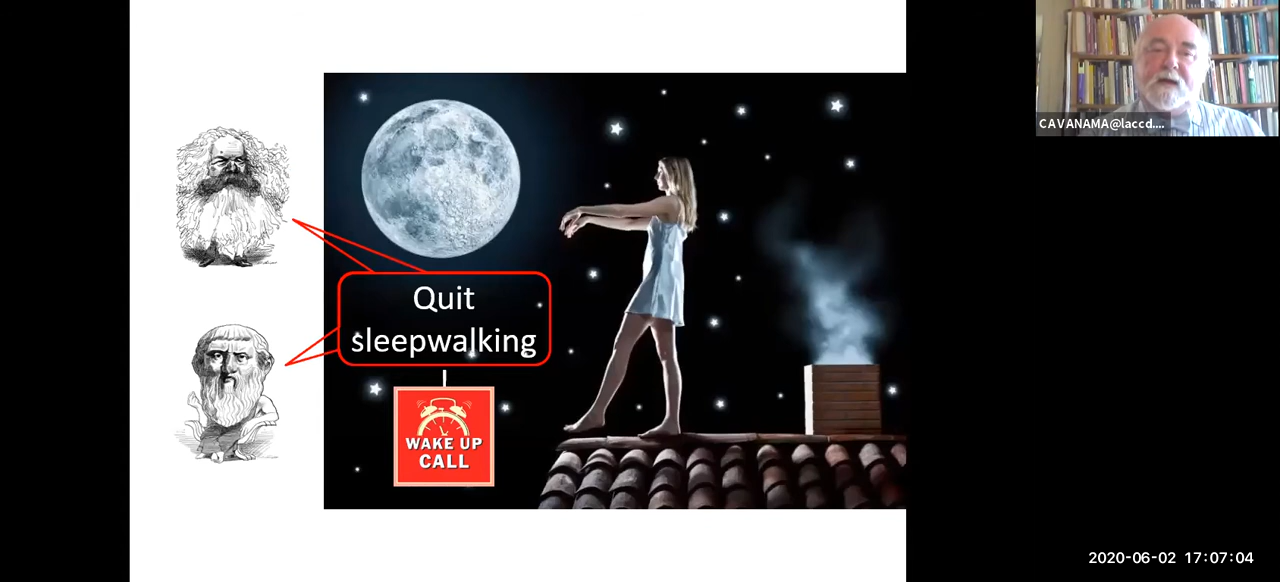 CAVANAMA@laccd....
Quit
sleepwalking
WAKE UP
CALL
2020-06-02 17:07:04